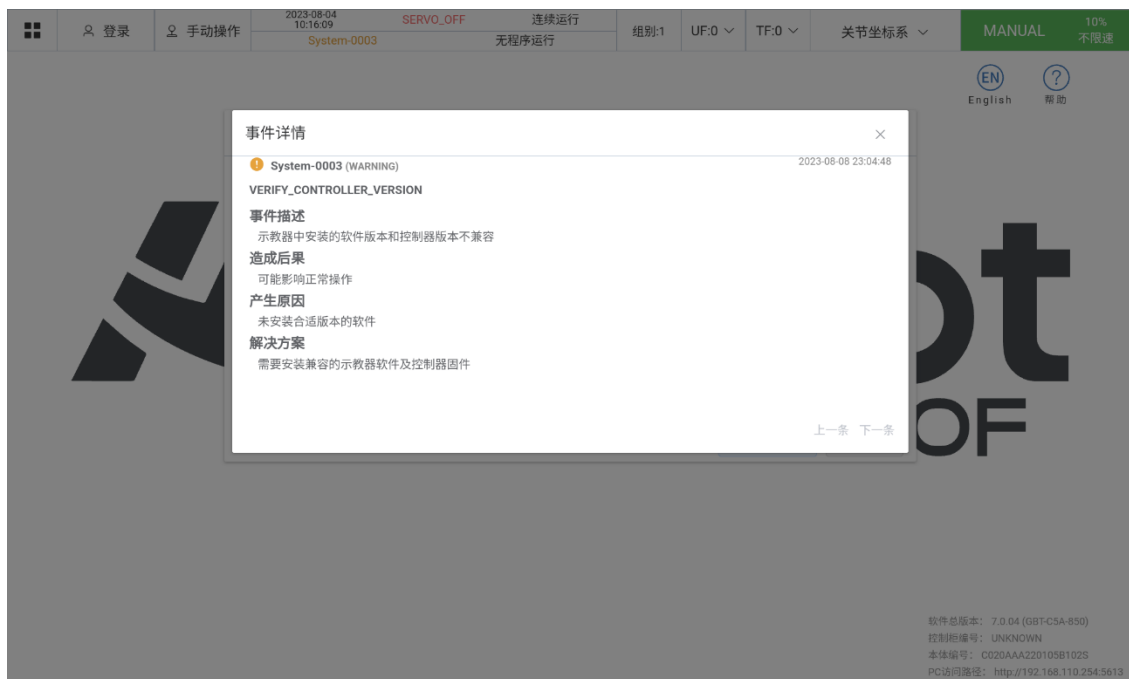 登录
手动操作
2023-08-04
10:16:09
System-0003
SERVO_OFF
连续运行
无程序运行
组别:1
UF:0
TF:0
关节坐标系
MANUAL
10%
不限速
EN
English
?
帮助
事件详情
System-0003 (WARNING)
2023-08-08 23:04:48
VERIFY_CONTROLLER_VERSION
事件描述
示教器中安装的软件版本和控制器版本不兼容
造成后果
可能影响正常操作
产生原因
未安装合适版本的软件
解决方案
需要安装兼容的示教器软件及控制器固件
上一条 下一条
软件总版本： 7.0.04 (GBT-C5A-850)
控制柜编号： UNKNOWN
本体编号： C020AAA220105B102S
PC访问路径： http://192.168.110.254:5613